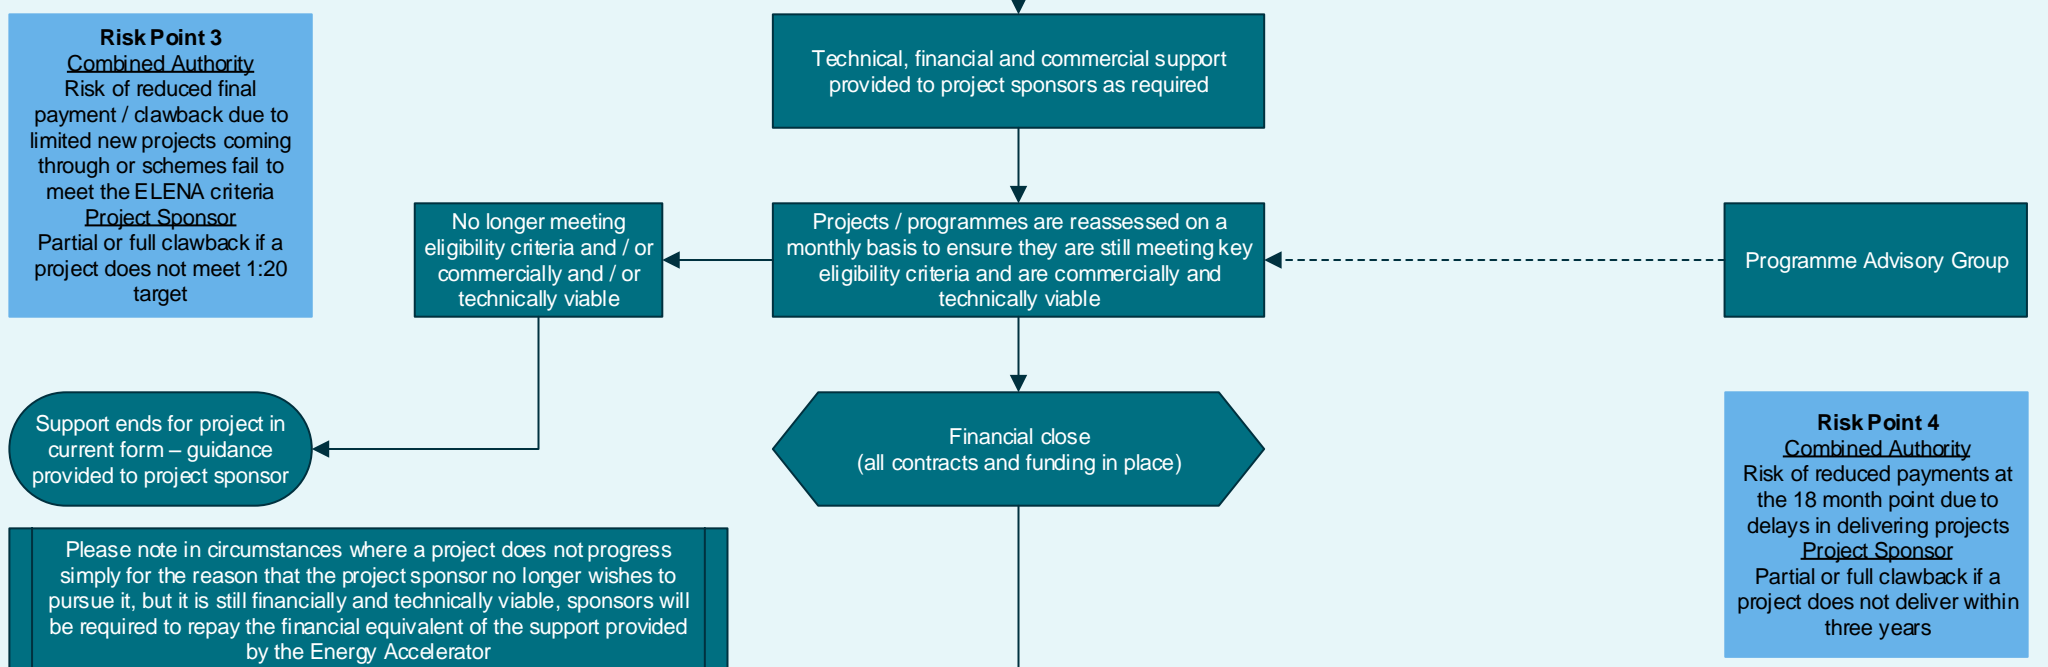 Risk Point 3
Combined Authority
Risk of reduced final
payment / clawback due to
limited new projects coming
through or schemes fail to
meet the ELENA criteria
Project Sponsor
Partial or full clawback if a
project does not meet 1:20
target
Technical, financial and commercial support
provided to project sponsors as required
No longer meeting
eligibility criteria and / or
commercially and / or
technically viable
Projects / programmes are reassessed on a
monthly basis to ensure they are still meeting key
eligibility criteria and are commercially and
technically viable
Programme Advisory Group
Support ends for project in
current form – guidance
provided to project sponsor
Financial close
(all contracts and funding in place)
Risk Point 4
Combined Authority
Risk of reduced payments at
the 18 month point due to
delays in delivering projects
Project Sponsor
Partial or full clawback if a
project does not deliver within
three years
Please note in circumstances where a project does not progress
simply for the reason that the project sponsor no longer wishes to
pursue it, but it is still financially and technically viable, sponsors will
be required to repay the financial equivalent of the support provided
by the Energy Accelerator